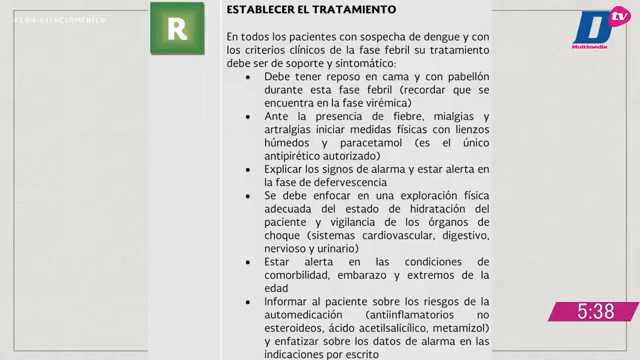 #CON-CIENCIAMÉDICO
R
ESTABLECER EL TRATAMIENTO
En todos los pacientes con sospecha de dengue y con
los criterios clínicos de la fase febril su tratamiento
debe ser de soporte y sintomático:
• Debe tener reposo en cama y con pabellón
durante esta fase febril (recordar que se
encuentra en la fase virémica)
• Ante la presencia de fiebre, mialgias y
artralgias iniciar medidas físicas con lienzos
húmedos y paracetamol (es el único
antipirético autorizado)
• Explicar los signos de alarma y estar alerta en
la fase de defervescencia
• Se debe enfocar en una exploración física
adecuada del estado de hidratación del
paciente y vigilancia de los órganos de
choque (sistemas cardiovascular, digestivo,
nervioso y urinario)
• Estar alerta en las condiciones de
comorbilidad, embarazo y extremos de la
edad
• Informar al paciente sobre los riesgos de la
automedicación (antiinflamatorios no
esteroideos, ácido acetilsalicílico, metamizol)
y enfatizar sobre los datos de alarma en las
indicaciones por escrito
D tv
Multimedia
5:38